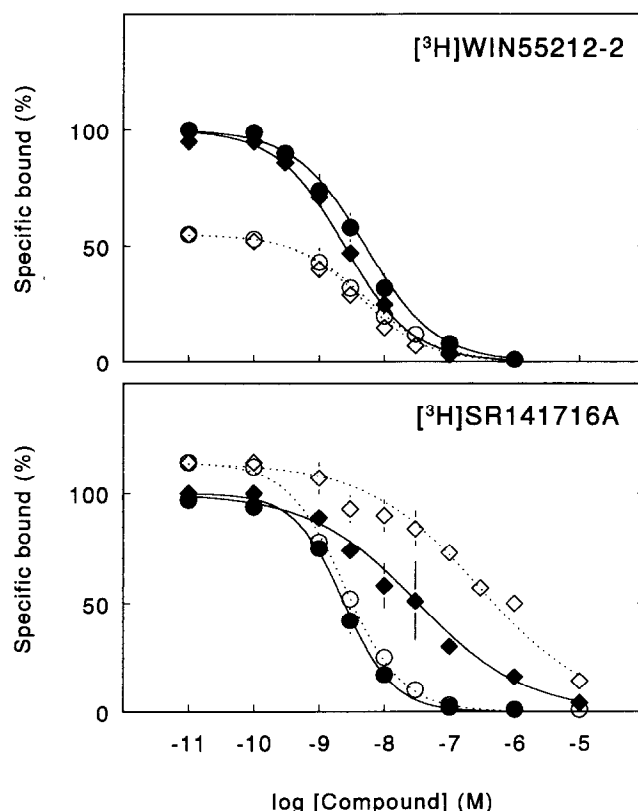 [³H]WIN55212-2
Specific bound (%)
100
50
0
[³H]SR141716A
Specific bound (%)
100
50
0
-11 -10 -9 -8 -7 -6 -5
log [Compound] (M)